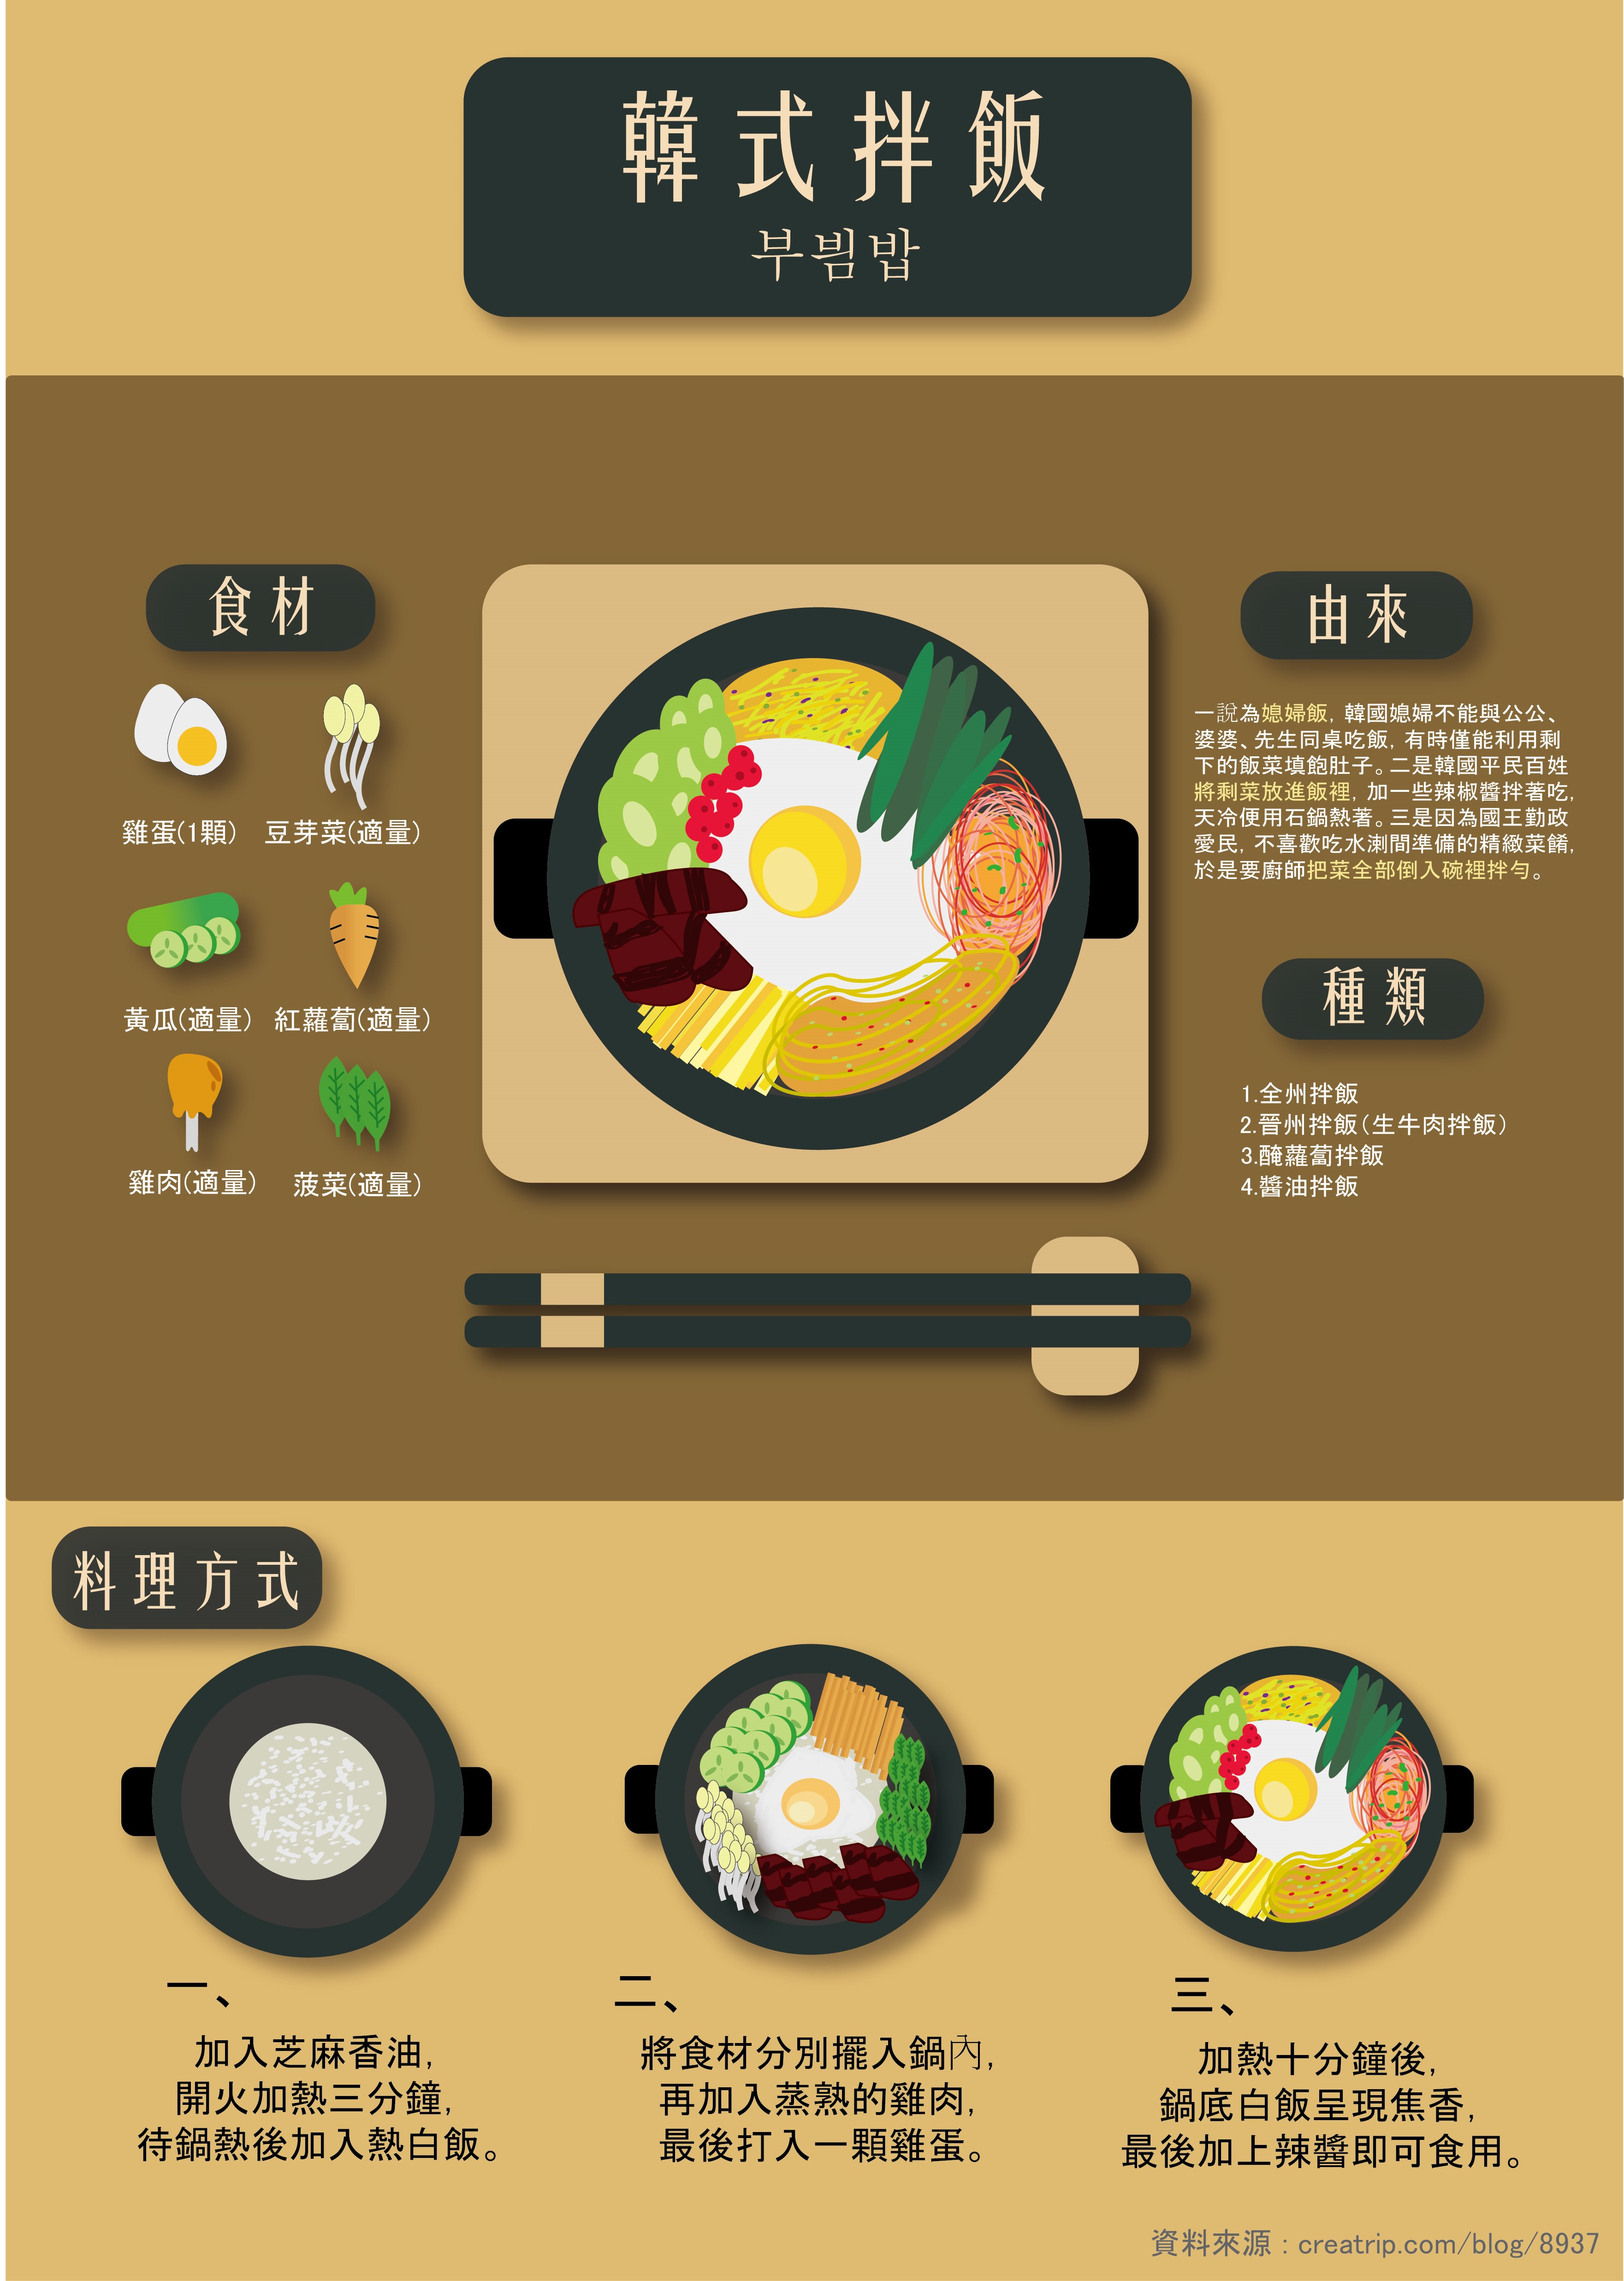 韓式拌飯
부빔밥
食材
雞蛋(1顆)
豆芽菜(適量)
黃瓜(適量)
紅蘿蔔(適量)
雞肉(適量)
菠菜(適量)
由來
一說為媳婦飯，韓國媳婦不能與公公、
婆婆、先生同桌吃飯，有時僅能利用剩
下的飯菜填飽肚子。二是韓國平民百姓
將剩菜放進飯裡，加一些辣椒醬拌著吃，
天冷便用石鍋熱著。三是因為國王勤政
愛民，不喜歡吃水涮間準備的精緻菜餚，
於是要廚師把菜全部倒入碗裡拌勻。
種類
1.全州拌飯
2.晉州拌飯（生牛肉拌飯）
3.醃蘿蔔拌飯
4.醬油拌飯
料理方式
一、
加入芝麻香油，
開火加熱三分鐘，
待鍋熱後加入熱白飯。
二、
將食材分別擺入鍋內，
再加入蒸熟的雞肉，
最後打入一顆雞蛋。
三、
加熱十分鐘後，
鍋底白飯呈現焦香，
最後加上辣醬即可食用。
資料來源：creatrip.com/blog/8937